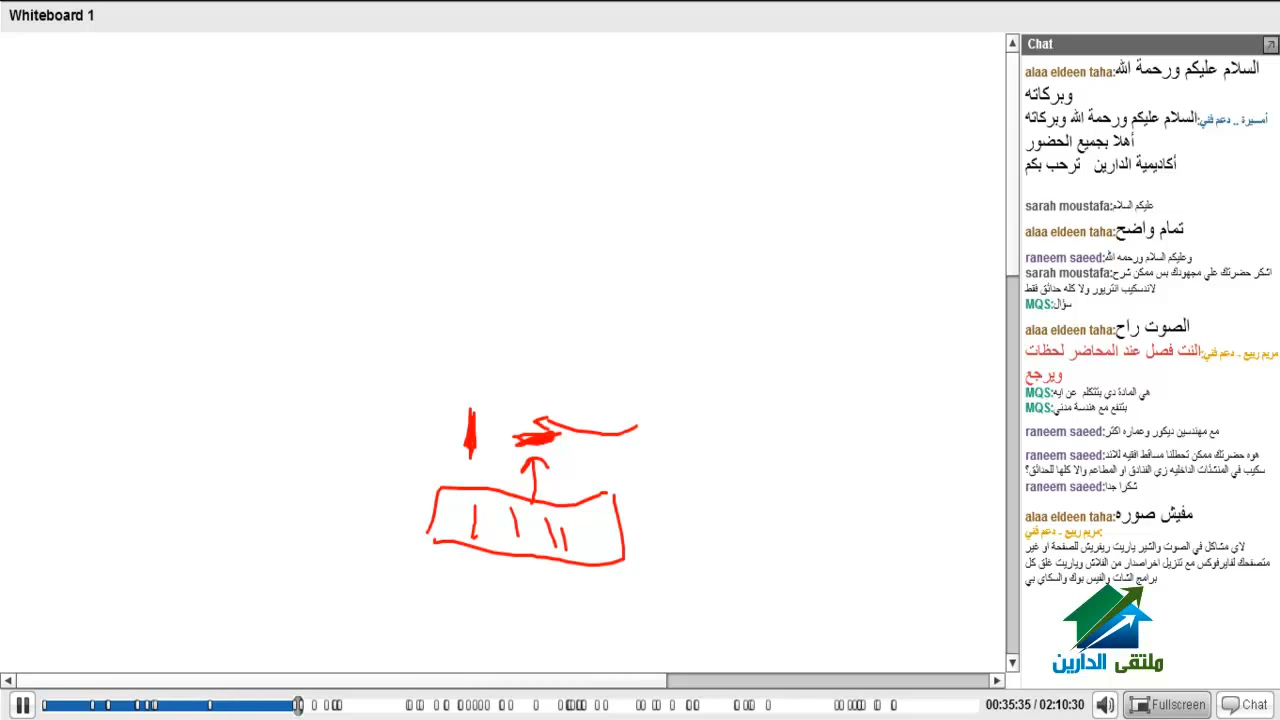 Whiteboard 1
Chat
alaa eldeen taha:السلام عليكم ورحمة الله
وبركاته
أمسيرة .. دعم فني:السلام عليكم ورحمة الله وبركاته
أهلا بجميع الحضور
أكاديمية الدارين ترحب بكم
sarah moustafa:عليكم السلام
alaa eldeen taha:تمام واضح
raneem saeed:وعليكم السلام ورحمه الله
sarah moustafa:اشكر حضرتك علي مجهودك بس ممكن شرح
لاندسكيب انتريور ولا كله حدائق فقط
MQS:سؤال
alaa eldeen taha:الصوت راح
مريم ربيع - دعم فني:النت فصل عند المحاضر لحظات
ويرجع
MQS:هي المادة دي بتتكلم عن ايه
MQS:بتنفع مع هندسة مدني
raneem saeed:مع مهندسين ديكور وعماره اكتر
raneem saeed:هوه حضرتك ممكن تحطلنا مساقط افقيه للاند
سكيب في المنشئات الداخليه زي الفنادق او المطاعم والا كلها للحدائق؟
raneem saeed:شكرا جدا
alaa eldeen taha:مفيش صوره
مريم ربيع - دعم فني:
لاي مشاكل في الصوت والشير ياريت ريفريش للصفحة او غير
متصفحك لفايرفوكس مع تنزيل اخراصدار من الفلاش وياريت غلق كل
برامج الشات والفيس بوك والسكاي بي
ملتقى الدارين
00:35:35 / 02:10:30
Fullscreen
Chat